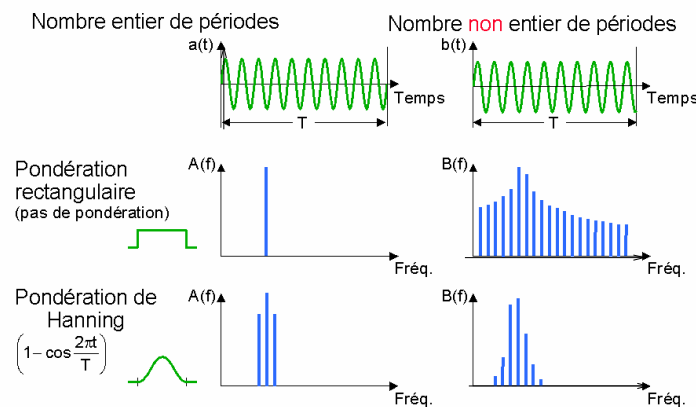 Nombre entier de périodes
Nombre non entier de périodes
a(t)
Temps
T
b(t)
Temps
T
Pondération
rectangulaire
(pas de pondération)
A(f)
Fréq.
B(f)
Fréq.
Pondération de
Hanning
(1- cos 2πt/T)
A(f)
Fréq.
B(f)
Fréq.